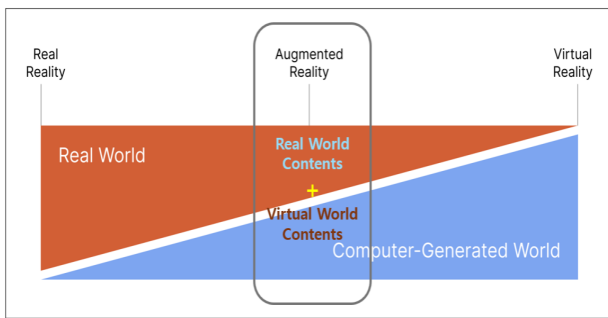 Real
Reality
Augmented
Reality
Virtual
Reality
Real World
Real World
Contents
+
Virtual World
Contents
Computer-Generated World